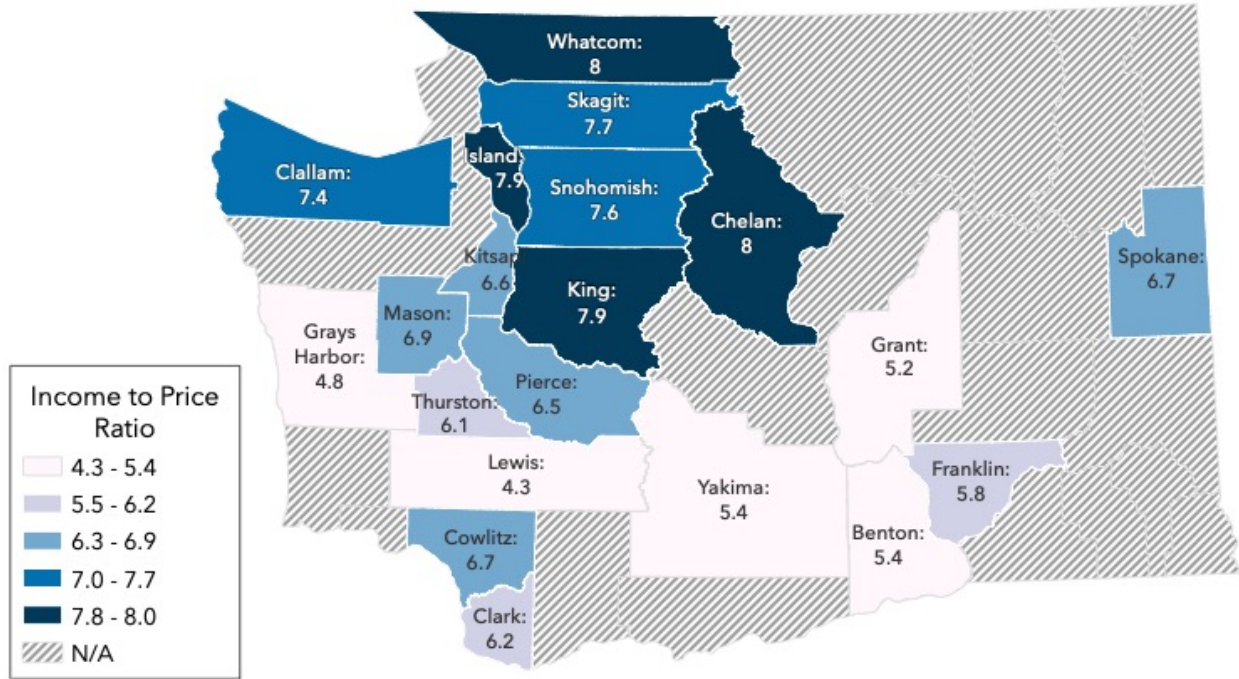 Whatcom:
8
Skagit:
7.7
Island
7.9
Clallam:
7.4
Snohomish:
7.6
Chelan:
8
Kitsap
6.6
Spokane:
6.7
King:
7.9
Mason:
6.9
Grays
Harbor:
4.8
Grant:
5.2
Pierce:
6.5
Thurston:
6.1
Lewis:
4.3
Yakima:
5.4
Franklin:
5.8
Benton:
5.4
Cowlitz:
6.7
Clark:
6.2
Income to Price
Ratio
4.3 - 5.4
5.5 - 6.2
6.3 - 6.9
7.0 - 7.7
7.8 - 8.0
N/A